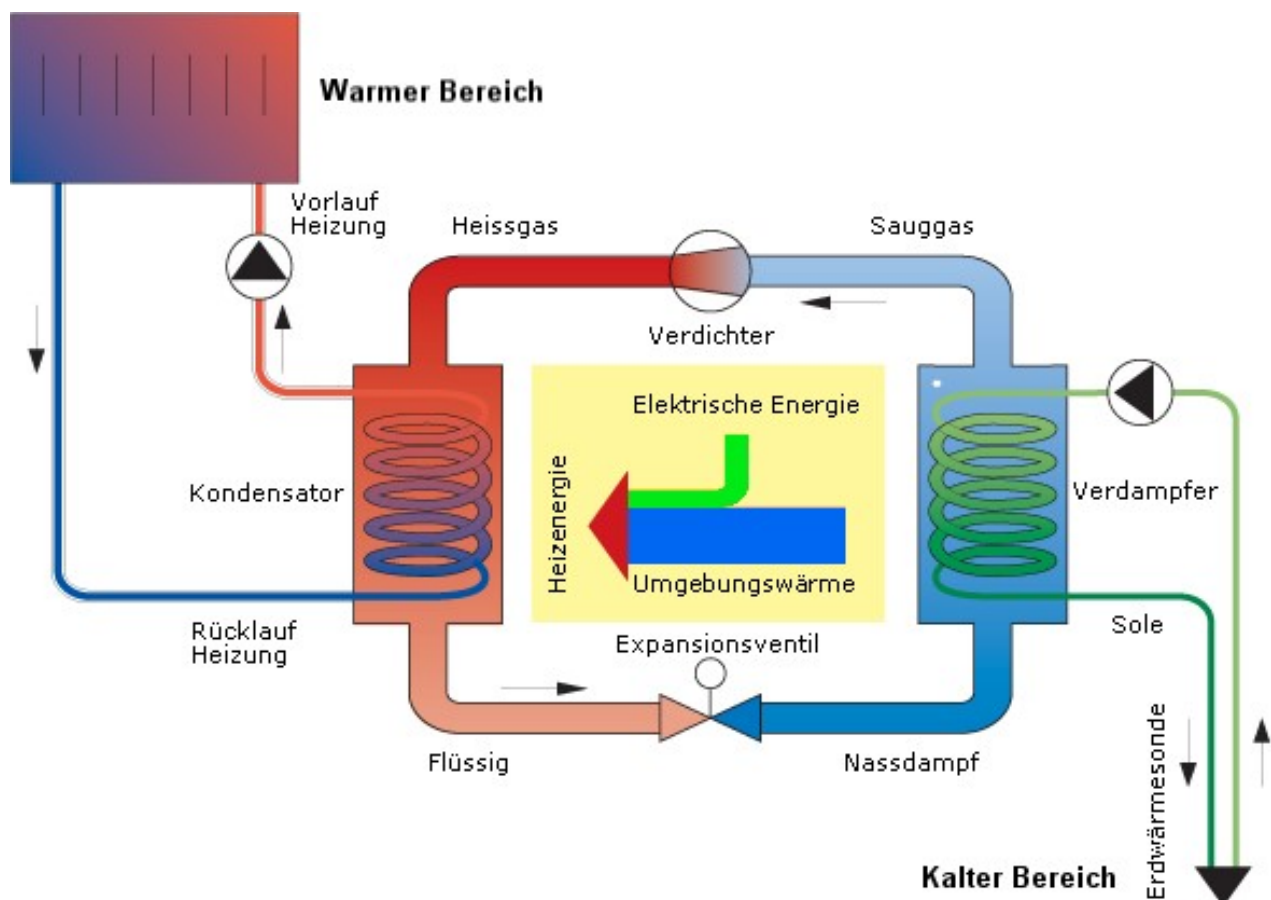 Warmer Bereich
Vorlauf
Heizung
Heissgas
Sauggas
Verdichter
Elektrische Energie
Heizenergie
Umgebungswärme
Kondensator
Verdampfer
Rücklauf
Heizung
Expansionsventil
Sole
Flüssig
Nassdampf
Erdwärmesonde
Kalter Bereich